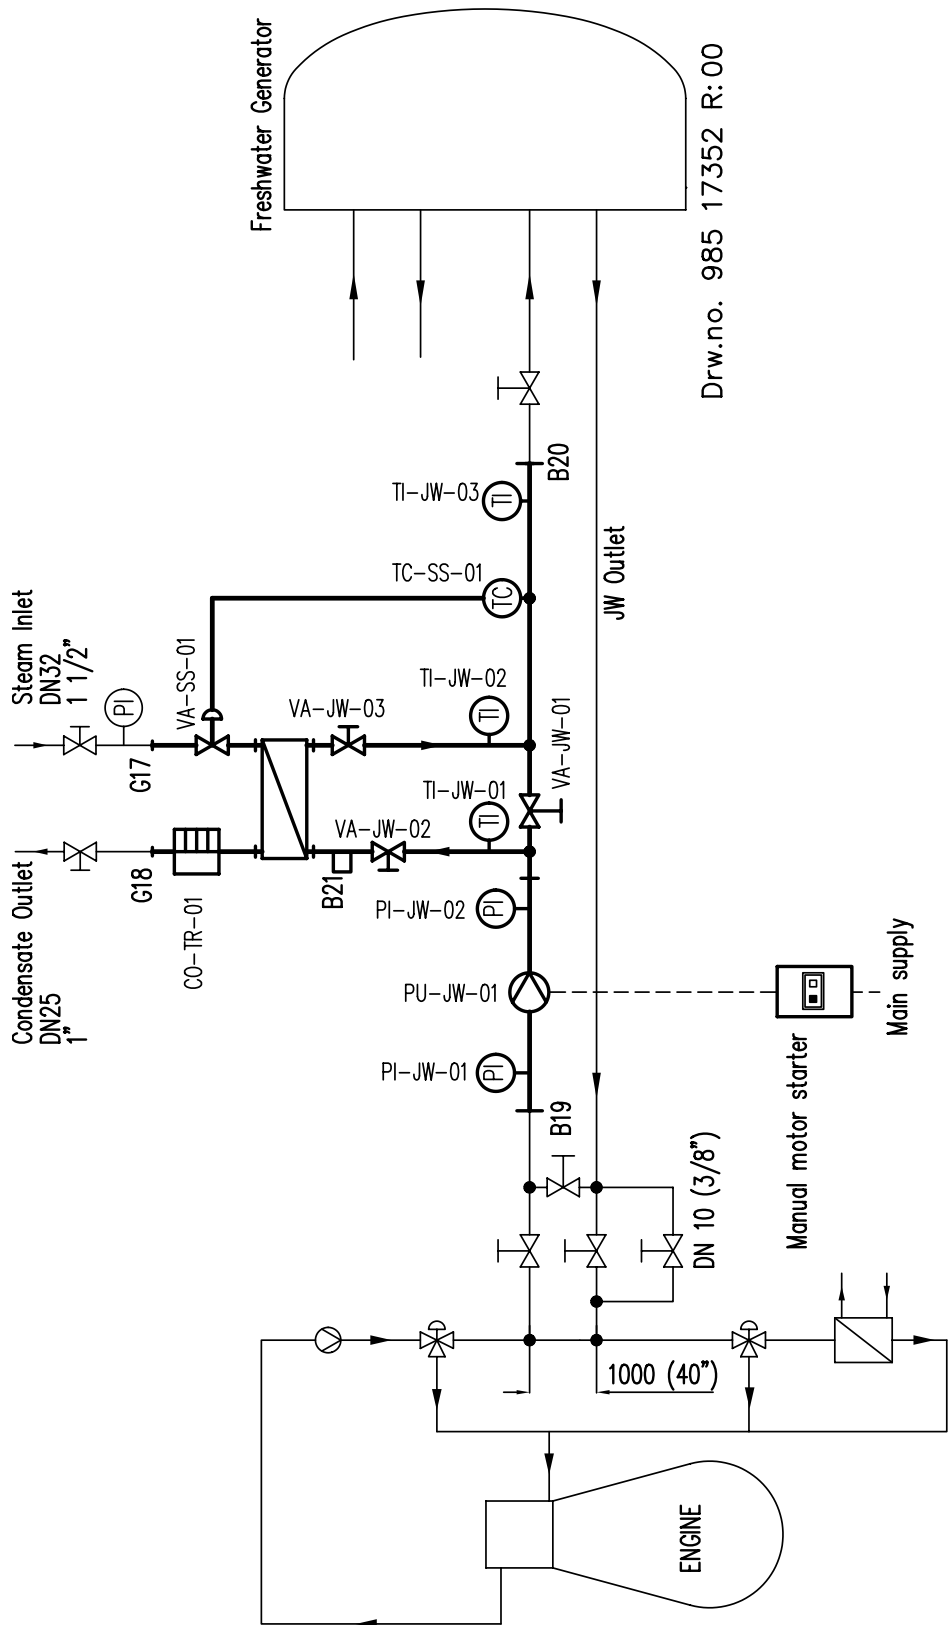 Condensate Outlet
DN25
1"
Steam Inlet
DN32
1 1/2"
G18
G17
PI
CO-TR-01
VA-SS-01
B21
VA-JW-02
VA-JW-03
Freshwater Generator
PI-JW-01
PI
PU-JW-01
PI-JW-02
PI
TI-JW-01
TI
TI-JW-02
TI
TC-SS-01
TC
TI-JW-03
TI
B19
VA-JW-01
B20
JW Outlet
1000 (40")
DN 10 (3/8")
Manual motor starter
Main supply
ENGINE
Drw.no. 985 17352 R:00